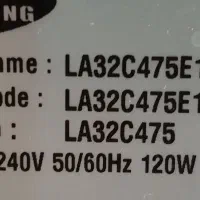 NG
ame : LA32C475E1
ode : LA32C475E1
: LA32C475
240V 50/60Hz 120W